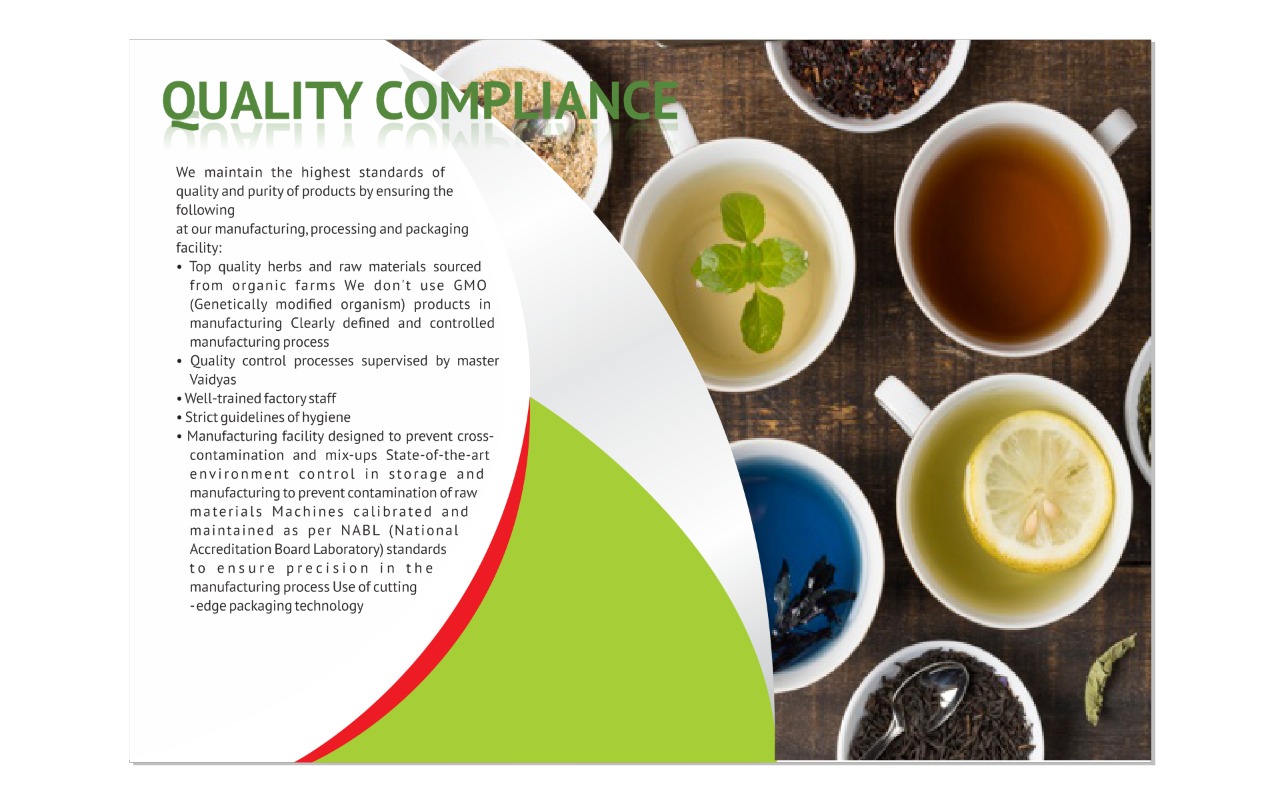 QUALITY COMPLIANCE
We maintain the highest standards of
quality and purity of products by ensuring the
following
at our manufacturing, processing and packaging
facility:
• Top quality herbs and raw materials sourced
from organic farms We don't use GMO
(Genetically modified organism) products in
manufacturing Clearly defined and controlled
manufacturing process
• Quality control processes supervised by master
Vaidyas
• Well-trained factory staff
• Strict guidelines of hygiene
• Manufacturing facility designed to prevent cross-
contamination and mix-ups State-of-the-art
environment control in storage and
manufacturing to prevent contamination of raw
materials Machines calibrated and
maintained as per NABL (National
Accreditation Board Laboratory) standards
to ensure precision in the
manufacturing process Use of cutting
-edge packaging technology